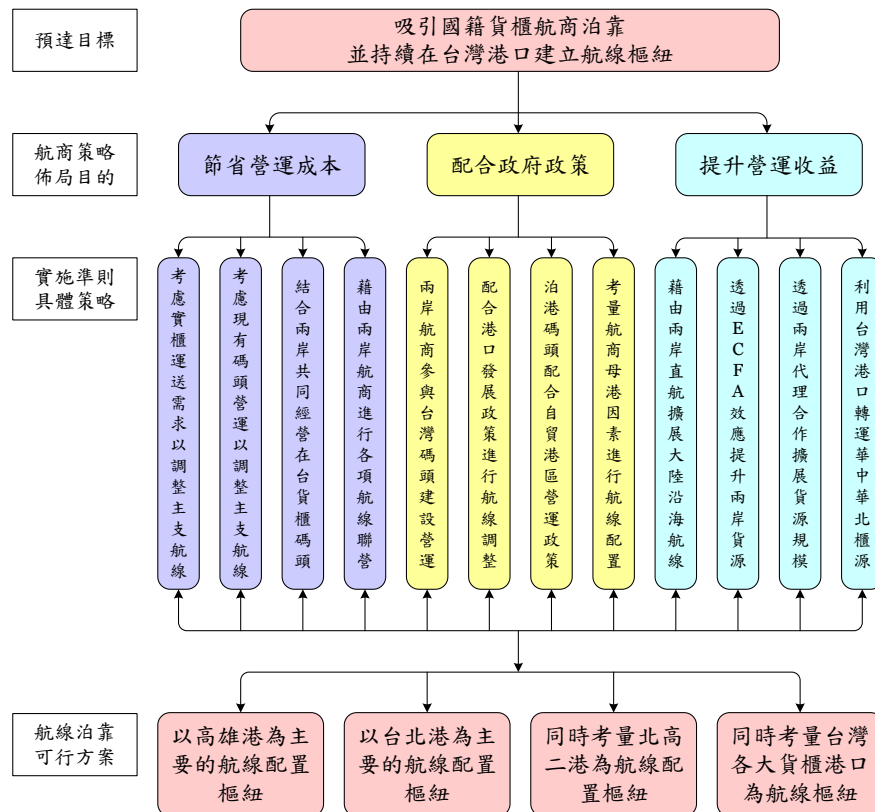 預達目標
吸引國籍貨櫃航商泊靠
並持續在台灣港口建立航線樞紐
航商策略
佈局目的
節省營運成本
配合政府政策
提升營運收益
實施準則
具體策略
考慮實櫃運送需求以調整主支航線
考慮現有碼頭營運以調整主支航線
結合兩岸共同經營在台貨櫃碼頭
藉由兩岸航商進行各項航線聯營
兩岸航商參與台灣碼頭建設營運
配合港口發展政策進行航線調整
泊港碼頭配合自貿港區營運政策
考量航商母港因素進行航線配置
藉由兩岸直航擴展大陸沿海航線
透過ECFA效應提升兩岸貨源
透過兩岸代理合作擴展貨源規模
利用台灣港口轉運華中華北櫃源
航線泊靠
可行方案
以高雄港為主
要的航線配置
樞紐
以台北港為主
要的航線配置
樞紐
同時考量北高
二港為航線配
置樞紐
同時考量台灣
各大貨櫃港口
為航線樞紐